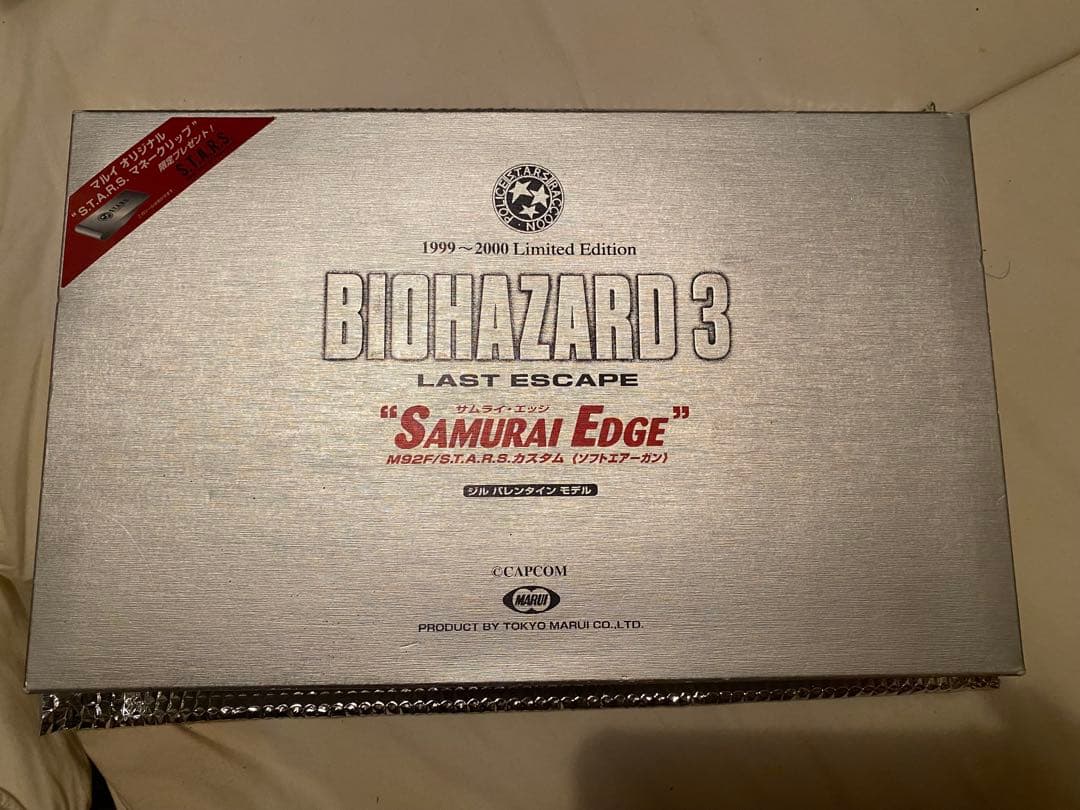 マルイ オリジナル
"S.T.A.R.S. マネークリップ"
限定プレゼント!
S.T.A.R.S
S.T.A.R.S
STARS RACCOON POLICE
1999～2000 Limited Edition
BIOHAZARD 3
LAST ESCAPE
サムライ・エッジ
“SAMURAI EDGE”
M92F/S.T.A.R.S.カスタム (ソフトエアーガン)
ジル バレンタイン モデル
©CAPCOM
MARUI
PRODUCT BY TOKYO MARUI CO.,LTD.